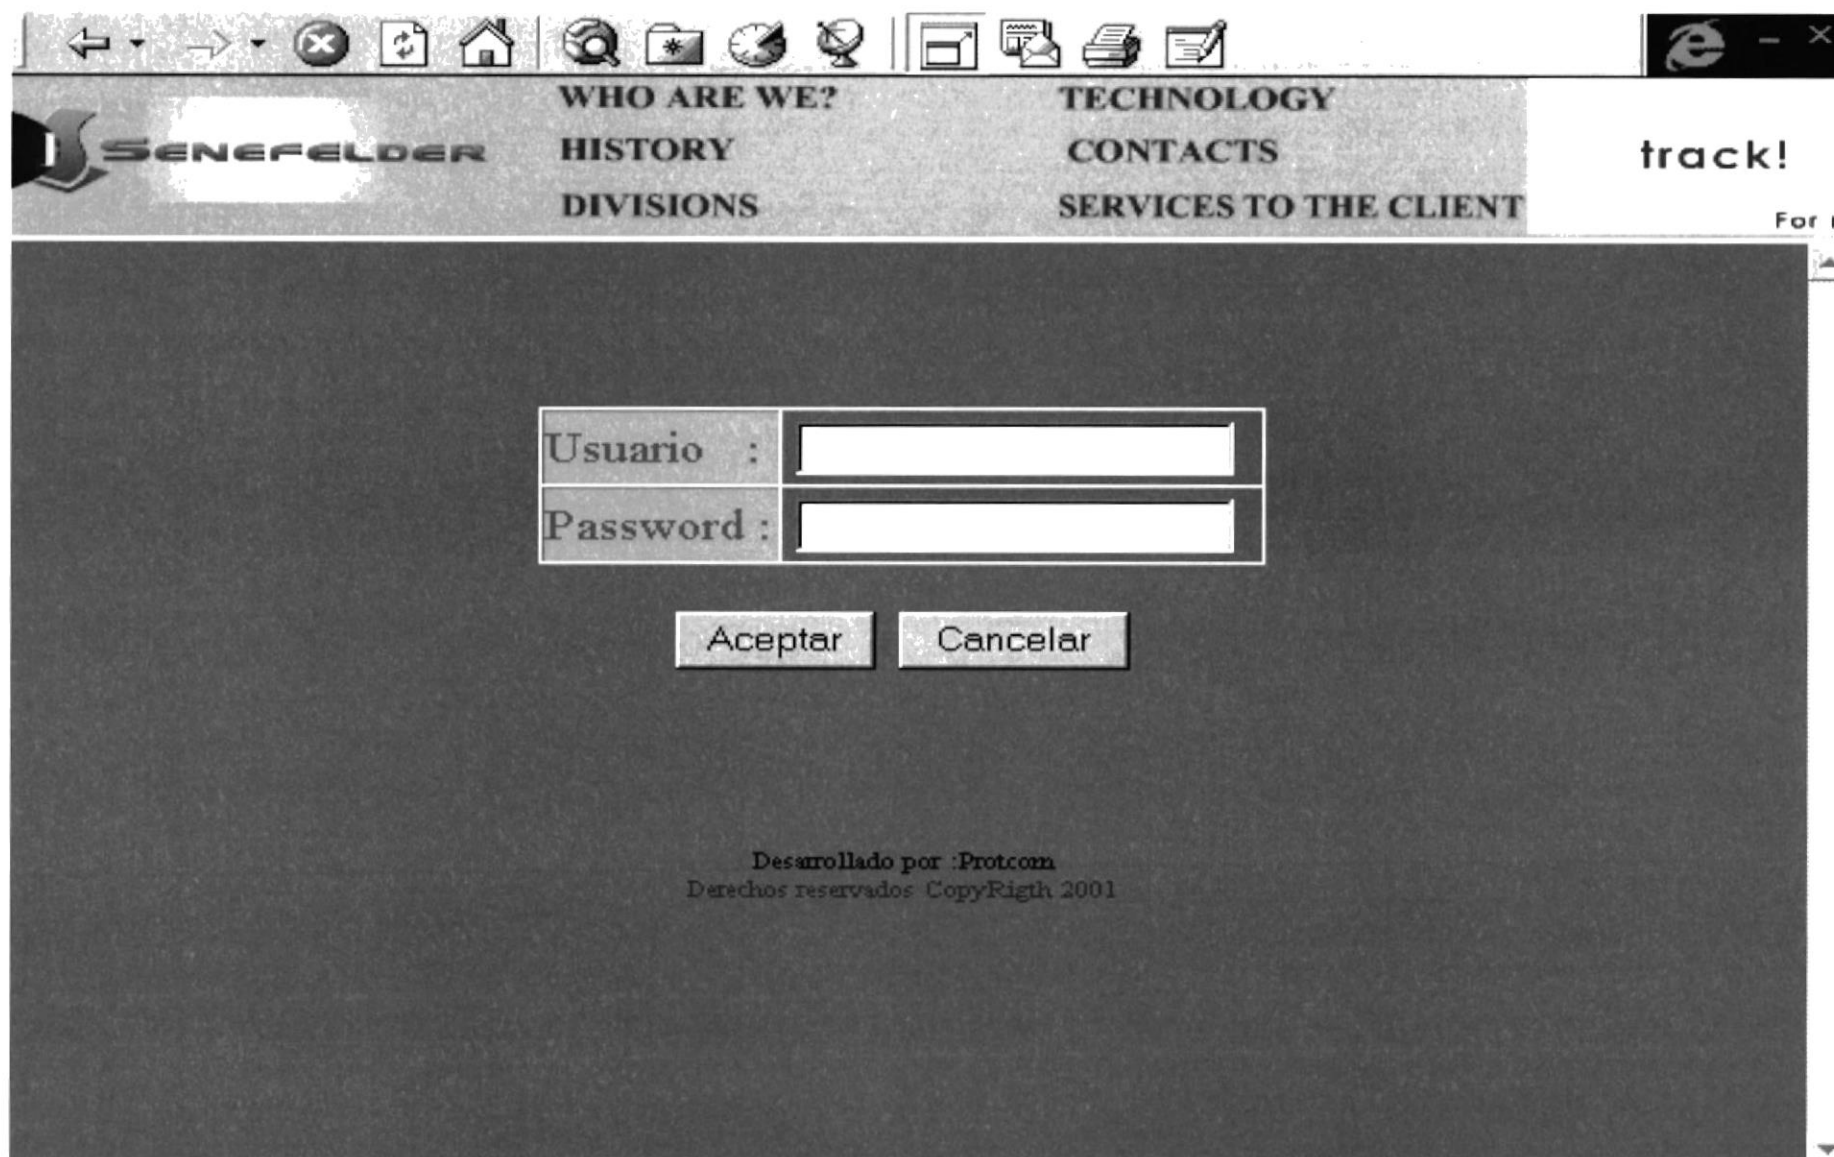 WHO ARE WE?
TECHNOLOGY
SENEFELDER
HISTORY
CONTACTS
track!
DIVISIONS
SERVICES TO THE CLIENT
For
Usuario :
Password :
Aceptar
Cancelar
Desarrollado por :Protcom
Derechos reservados CopyRigth 2001